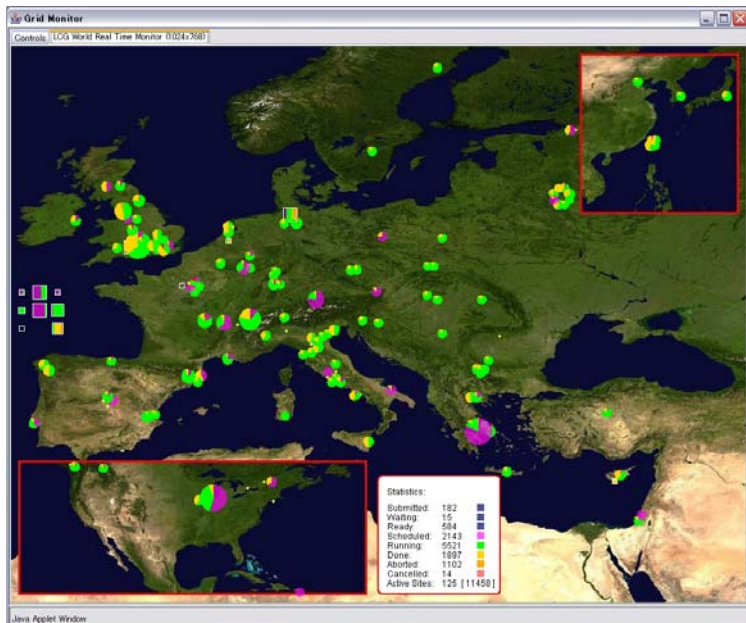 Grid Monitor
Controls LCG World Real Time Monitor (1024x768)
Statistics:
Submitted: 182
Waiting: 15
Ready: 584
Scheduled: 2143
Running: 5521
Done: 1897
Aborted: 1102
Cancelled: 14
Active Sites: 125 [11458]
Java Applet Window